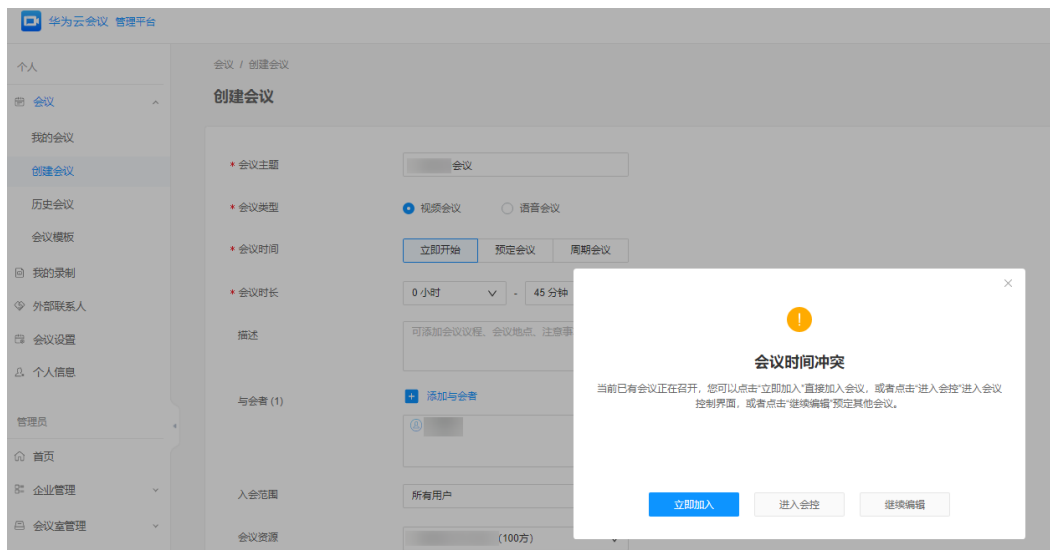 华为云会议 管理平台
个人
会议 / 创建会议
会议
创建会议
我的会议
* 会议主题
会议
创建会议
历史会议
* 会议类型
视频会议
语音会议
会议模板
* 会议时间
立即开始
预定会议
周期会议
我的录制
* 会议时长
0 小时
-
45 分钟
外部联系人
会议设置
描述
可添加会议议程、会议地点、注意事
个人信息
与会者 (1)
添加与会者
管理员
首页
企业管理
入会范围
所有用户
会议室管理
会议资源
(100方)
会议时间冲突
当前已有会议正在召开，您可以点击“立即加入”直接加入会议，或者点击“进入会控”进入会议
控制界面，或者点击“继续编辑”预定其他会议。
立即加入
进入会控
继续编辑